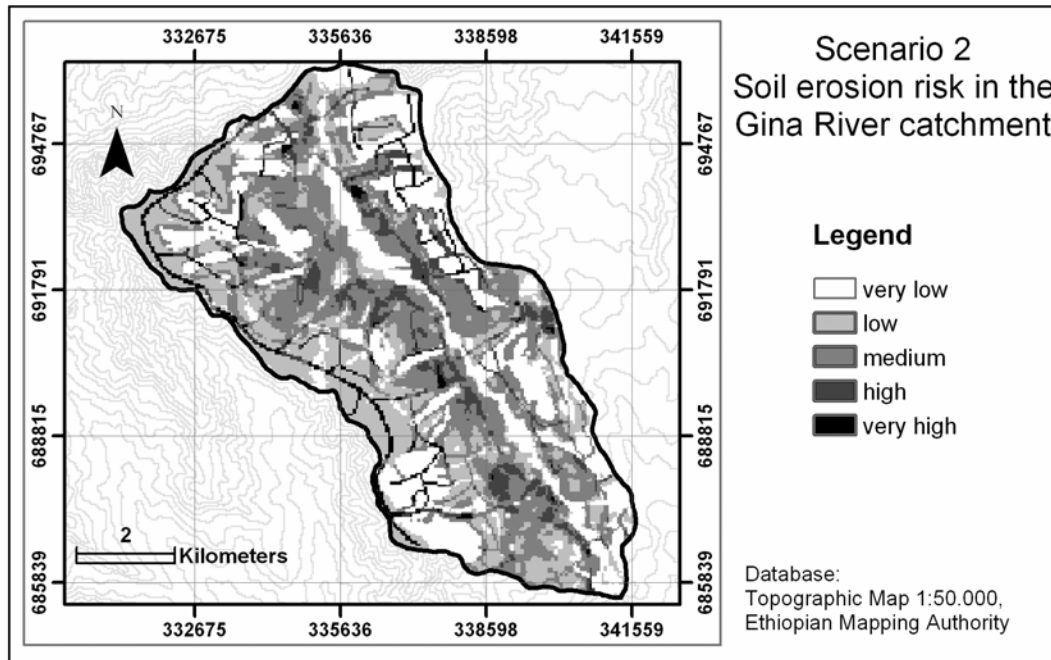 332675 335636 338598 341559
Scenario 2
Soil erosion risk in the
Gina River catchment
N
694767 694767
691791 691791
688815 688815
685839 685839
Legend
very low
low
medium
high
very high
2
Kilometers
332675 335636 338598 341559
Database:
Topographic Map 1:50.000,
Ethiopian Mapping Authority